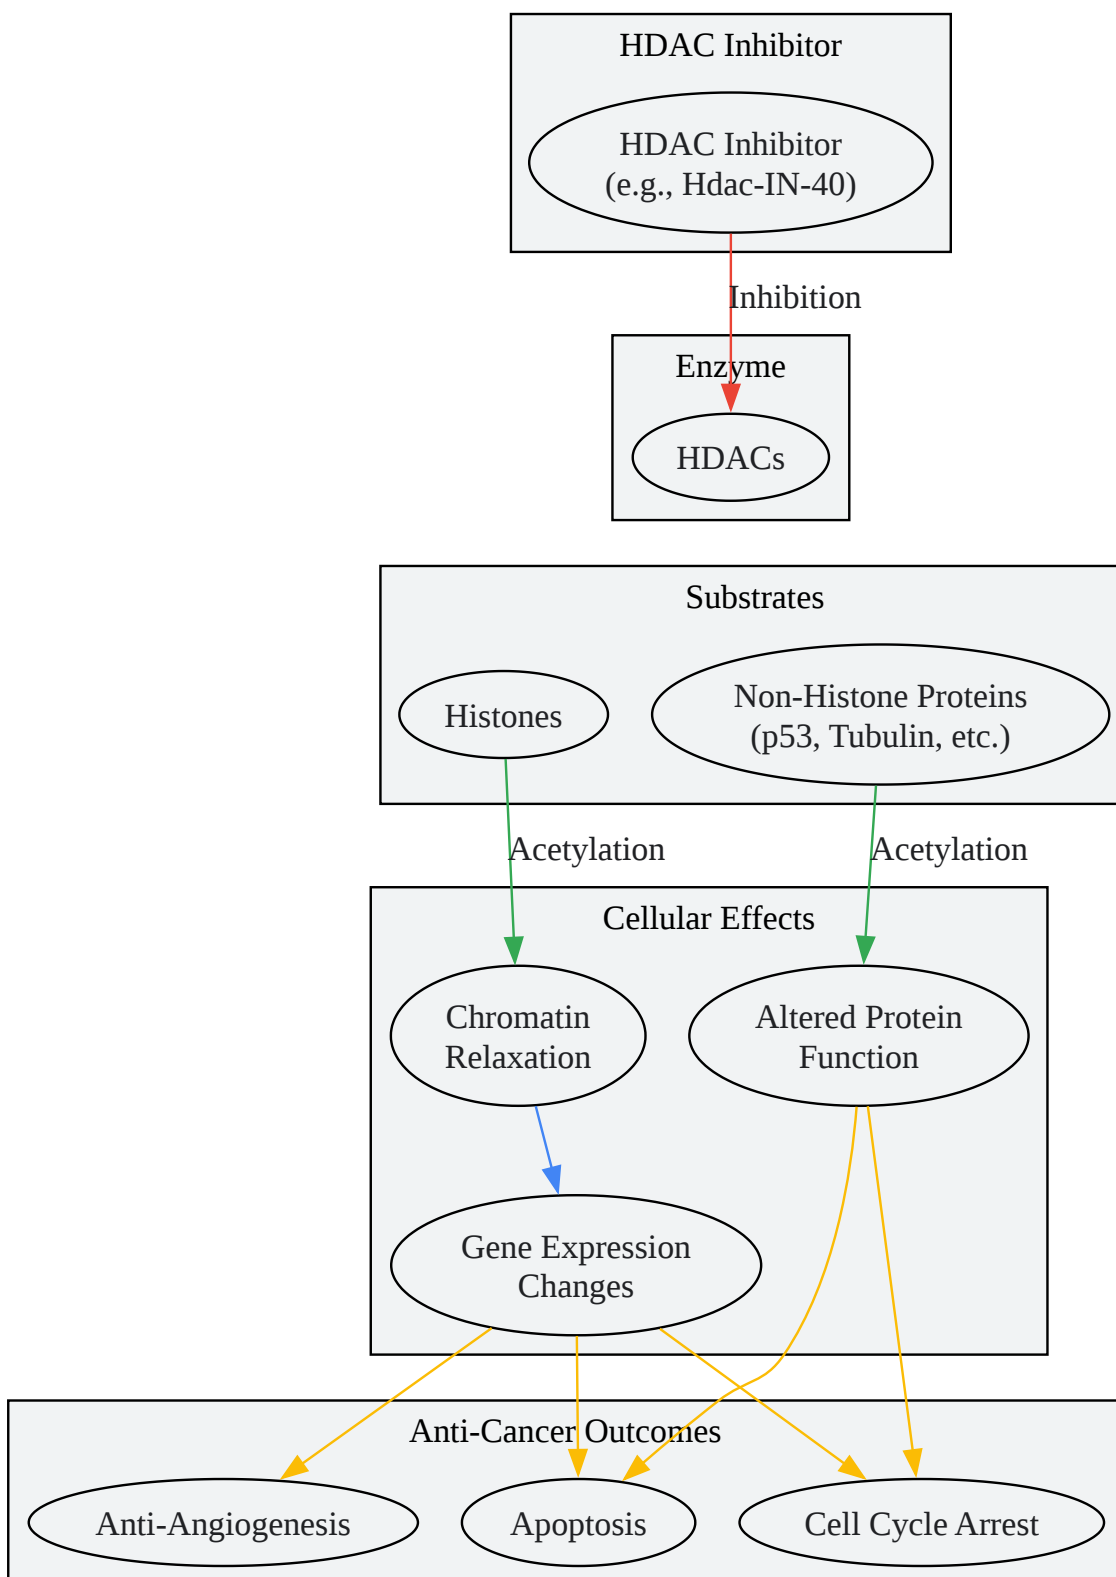 HDAC Inhibitor
HDAC Inhibitor
(e.g., Hdac-IN-40)
Inhibition
Enzyme
HDACs
Substrates
Histones
Non-Histone Proteins
(p53, Tubulin, etc.)
Acetylation
Acetylation
Cellular Effects
Chromatin
Relaxation
Altered Protein
Function
Gene Expression
Changes
Anti-Cancer Outcomes
Anti-Angiogenesis
Apoptosis
Cell Cycle Arrest